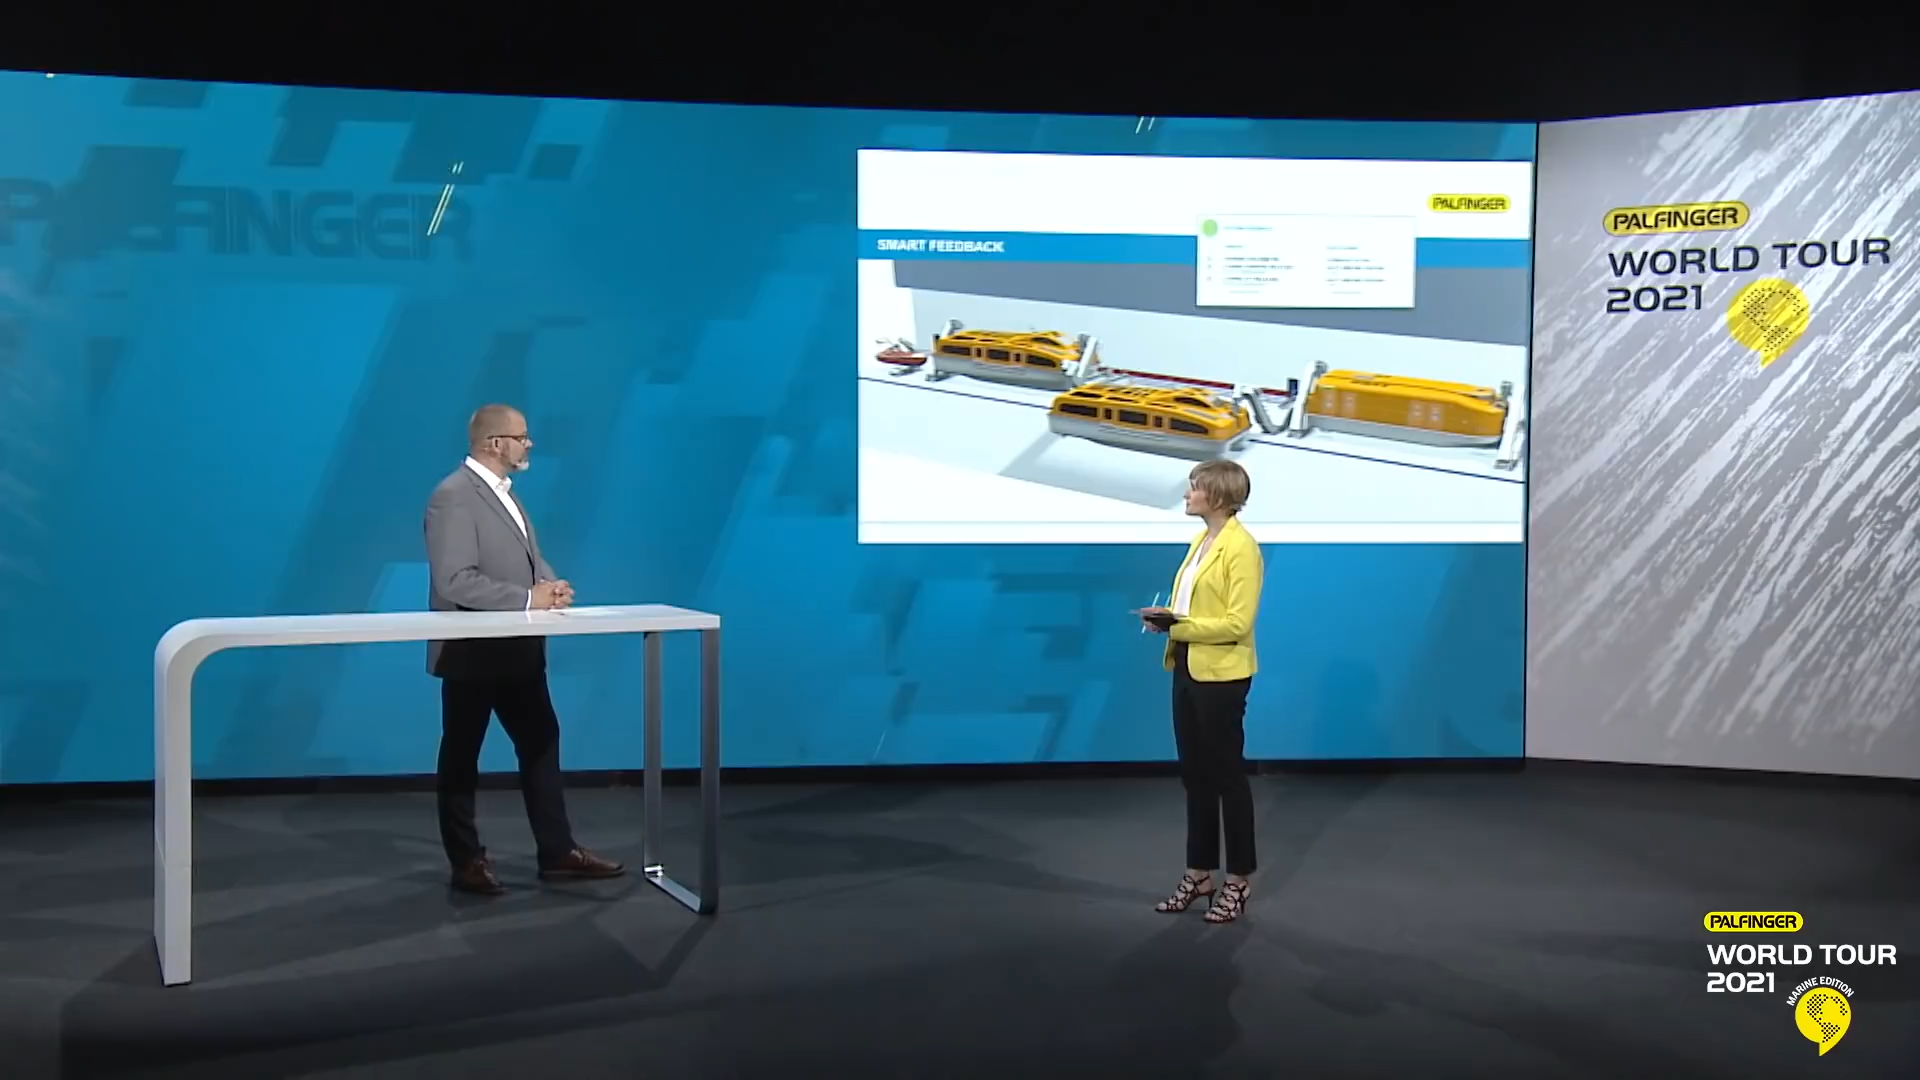 PALFINGER
PALFINGER
SMART FEEDBACK
PALFINGER
WORLD TOUR
2021
PALFINGER
WORLD TOUR
2021
MARINE EDITION